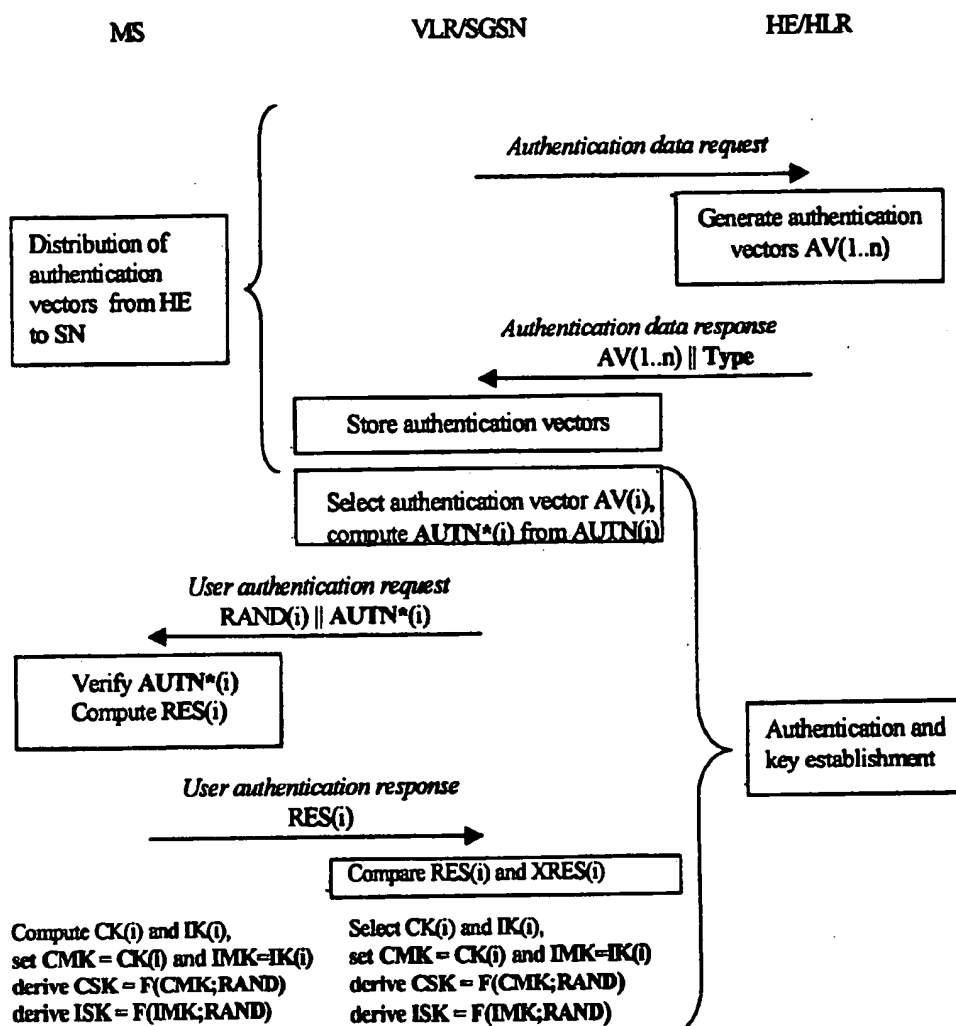 MS VLR/SGSN HE/HLR
Authentication data request
Generate authentication
vectors AV(1..n)
Distribution of
authentication
vectors from HE
to SN
Authentication data response
AV(1..n) || Type
Store authentication vectors
Select authentication vector AV(i),
compute AUTN*(i) from AUTN(i)
User authentication request
RAND(i) || AUTN*(i)
Verify AUTN*(i)
Compute RES(i)
Authentication and
key establishment
User authentication response
RES(i)
Compare RES(i) and XRES(i)
Compute CK(i) and IK(i),
set CMK = CK(i) and IMK=IK(i)
derive CSK = F(CMK;RAND)
derive ISK = F(IMK;RAND)
Select CK(i) and IK(i),
set CMK = CK(i) and IMK=IK(i)
derive CSK = F(CMK;RAND)
derive ISK = F(IMK;RAND)